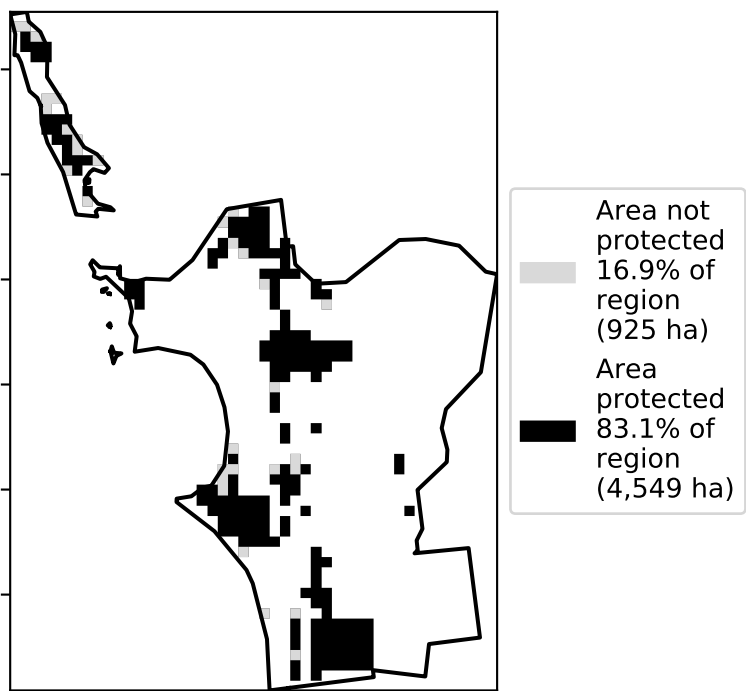 Area not
protected
16.9% of
region
(925 ha)
Area
protected
83.1% of
region
(4,549 ha)